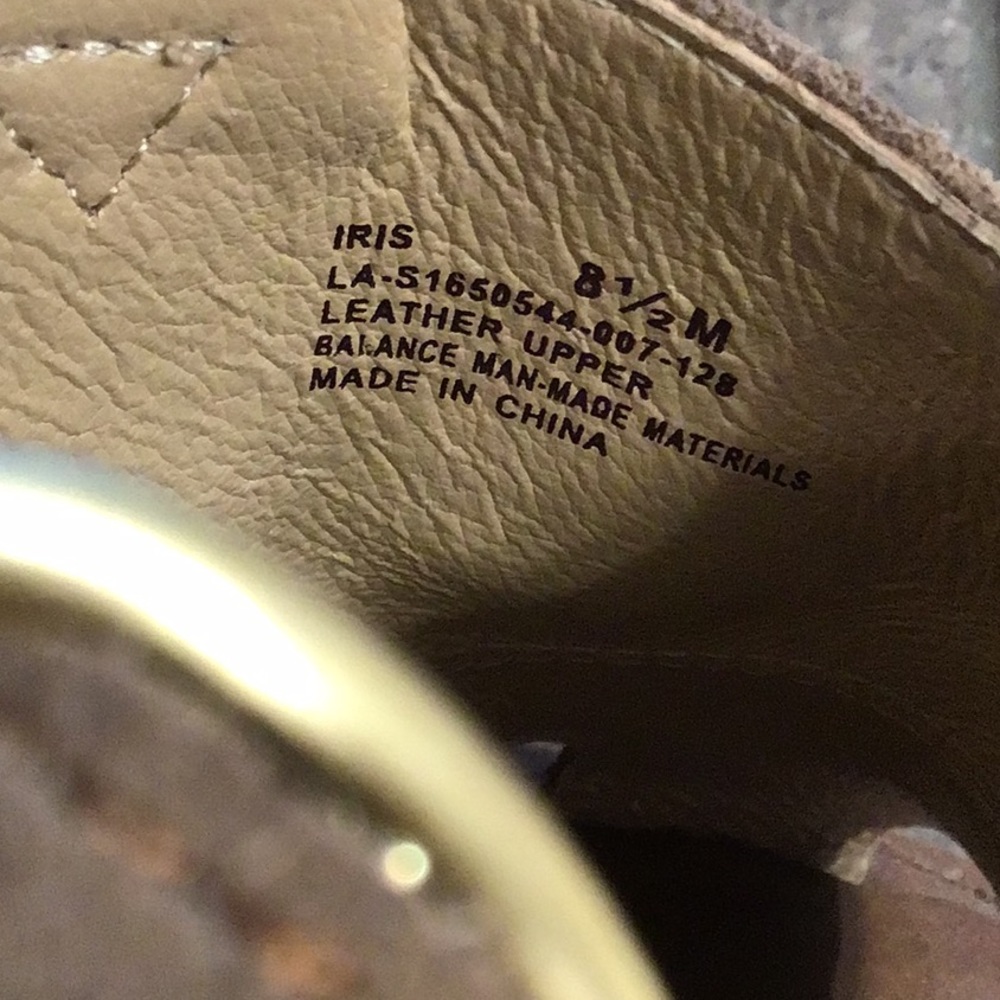 IRIS
8 1/2 M
LA-S1650544-007-128
LEATHER UPPER
BALANCE MAN-MADE MATERIALS
MADE IN CHINA